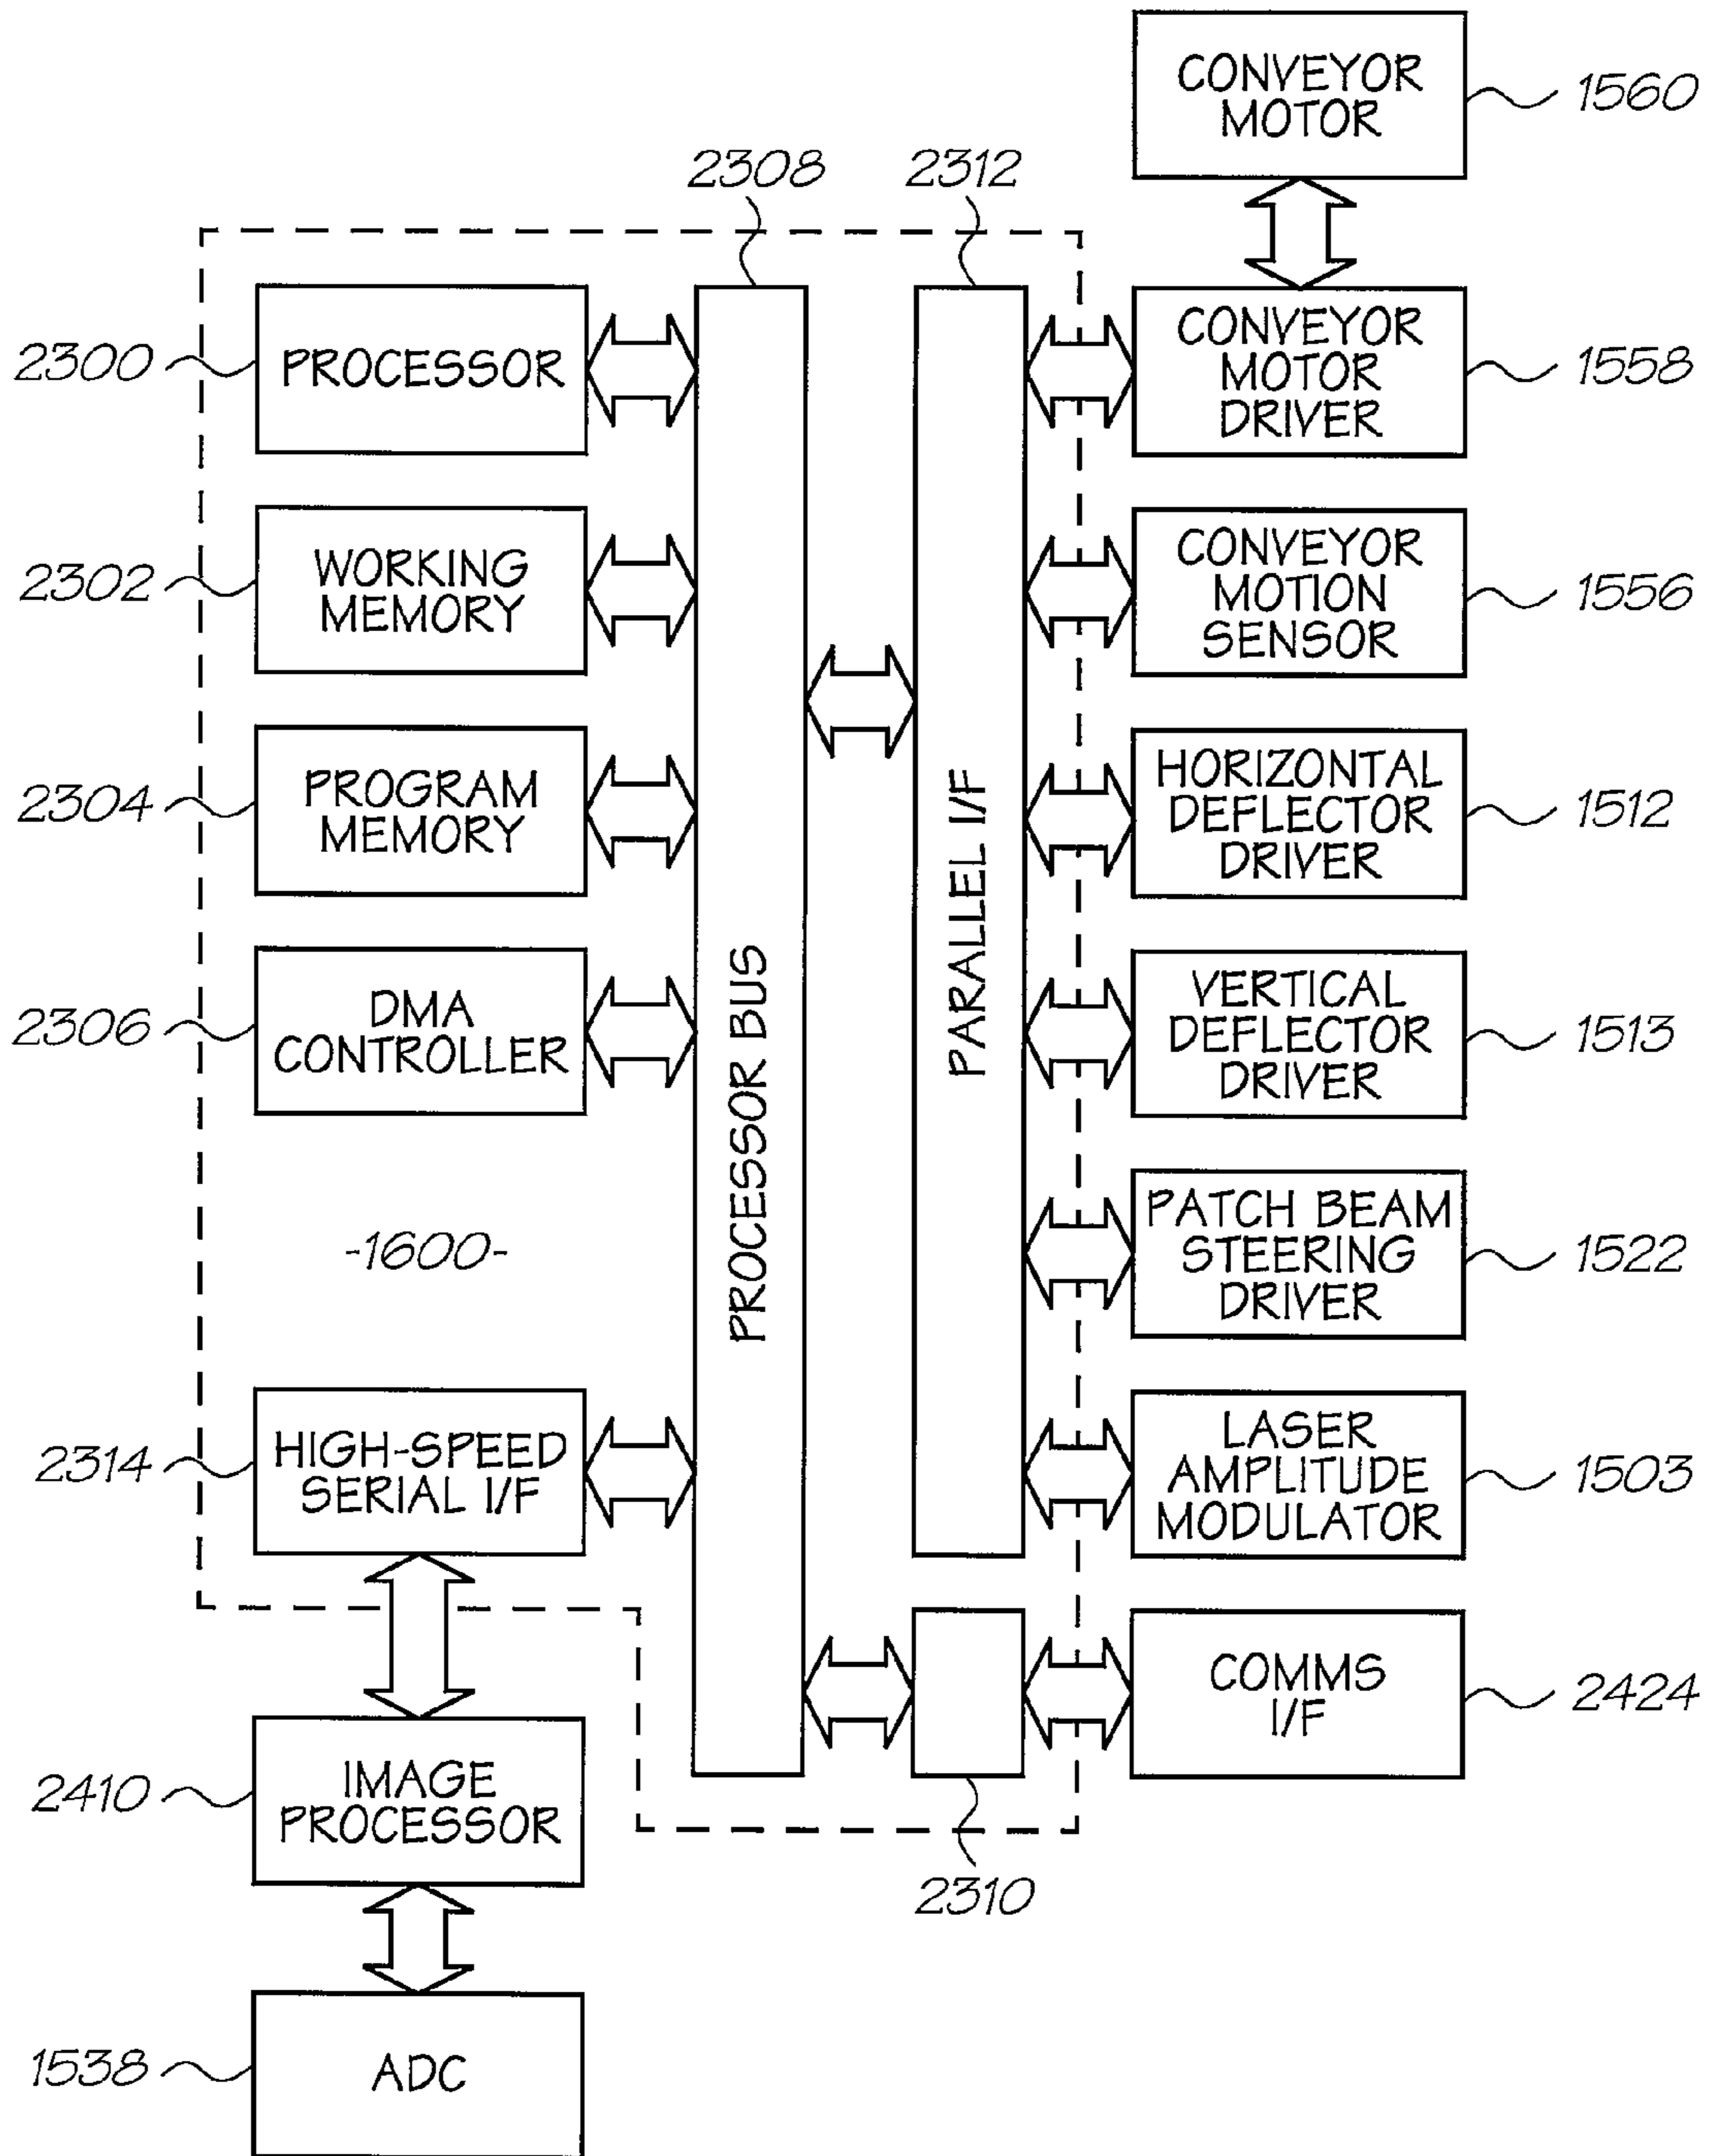 CONVEYOR
MOTOR
1560
2308
2312
2300
PROCESSOR
CONVEYOR
MOTOR
DRIVER
1558
2302
WORKING
MEMORY
CONVEYOR
MOTION
SENSOR
1556
2304
PROGRAM
MEMORY
HORIZONTAL
DEFLECTOR
DRIVER
1512
2306
DMA
CONTROLLER
PROCESSOR BUS
PARALLEL I/F
VERTICAL
DEFLECTOR
DRIVER
1513
-1600-
PATCH BEAM
STEERING
DRIVER
1522
2314
HIGH-SPEED
SERIAL I/F
LASER
AMPLITUDE
MODULATOR
1503
COMMS
I/F
2424
2410
IMAGE
PROCESSOR
2310
1538
ADC